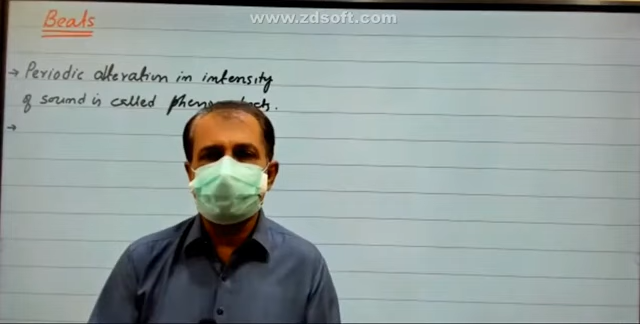 www.zdsoft.com
Beats
→ Periodic alteration in intensity
of sound is called
→